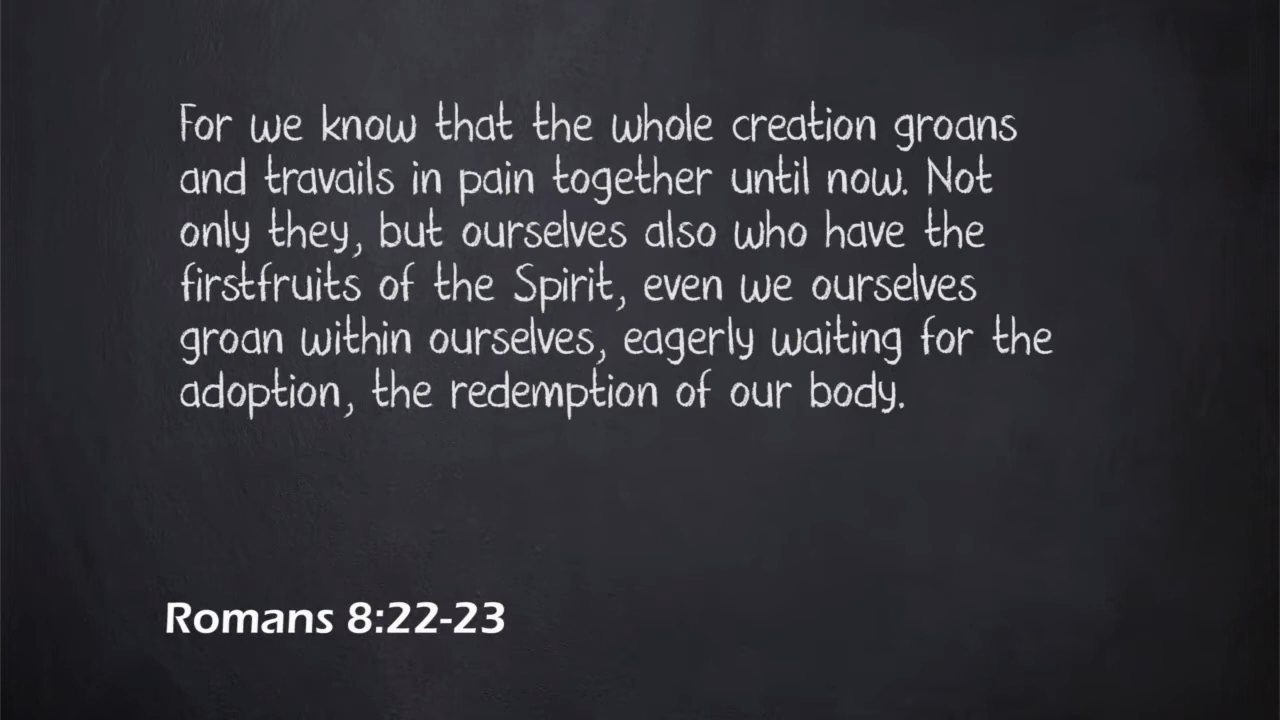 For we know that the whole creation groans
and travails in pain together until now. Not
only they, but ourselves also who have the
firstfruits of the Spirit, even we ourselves
groan within ourselves, eagerly waiting for the
adoption, the redemption of our body.
Romans 8:22-23